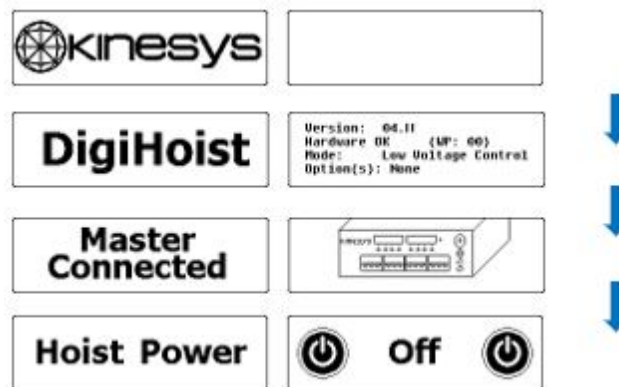 kinesys
DigiHoist
Version: 04.11
Hardware OK (WP: 00)
Mode: Low Voltage Control
Option(s): None
Master
Connected
KINESYS
Hoist Power
Off